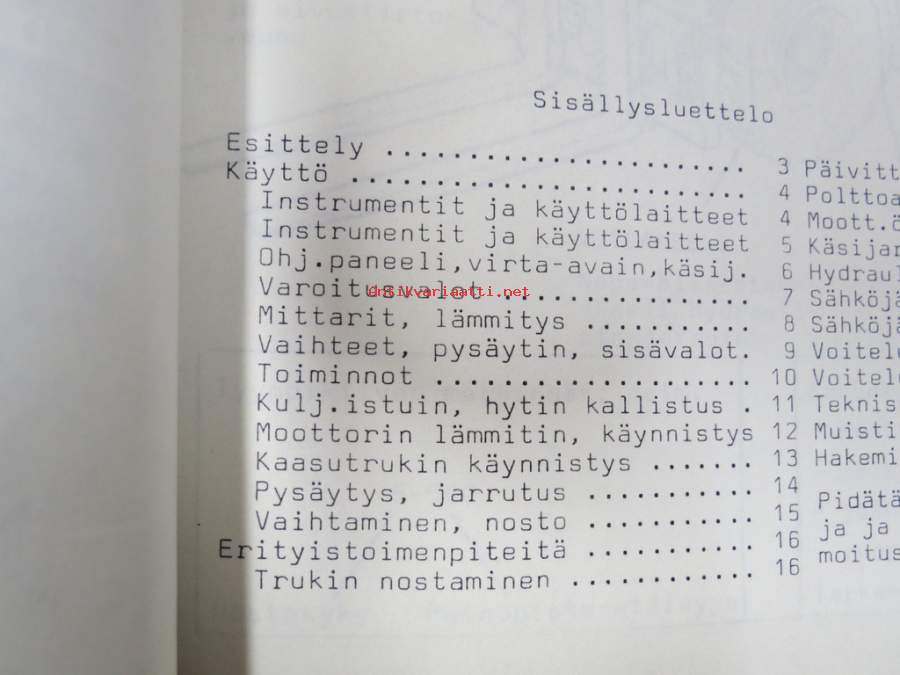 Sisällysluettelo
Esittely ...................... 3
Käyttö ........................ 4
Instrumentit ja käyttölaitteet 4
Instrumentit ja käyttölaitteet 5
Ohj.paneeli,virta-avain,käsij. 6
Varoitusvalot ............... 7
Mittarit, lämmitys .......... 8
Vaihteet, pysäytin, sisävalot. 9
Toiminnot ................... 10
Kulj.istuin, hytin kallistus . 11
Moottorin lämmitin, käynnistys 12
Kaasutrukin käynnistys ...... 13
Pysäytys, jarrutus .......... 14
Vaihtaminen, nosto .......... 15
Erityistoimenpiteitä .......... 16
Trukin nostaminen ........... 16
Päivitt
Polttoa
Moott.ö
Käsijar
Hydraul
Sähköjä
Sähköjä
Voitelu
Voitelu
Teknis
Muisti
Hakemi
Pidätä
ja ja
moitus
antikvariaatti.net